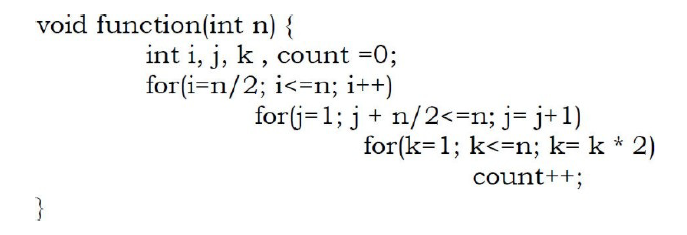 void function(int n) {
int i, j, k , count =0;
for(i=n/2; i<=n; i++)
for(j=1; j + n/2<=n; j= j+1)
for(k=1; k<=n; k= k * 2)
count++;
}